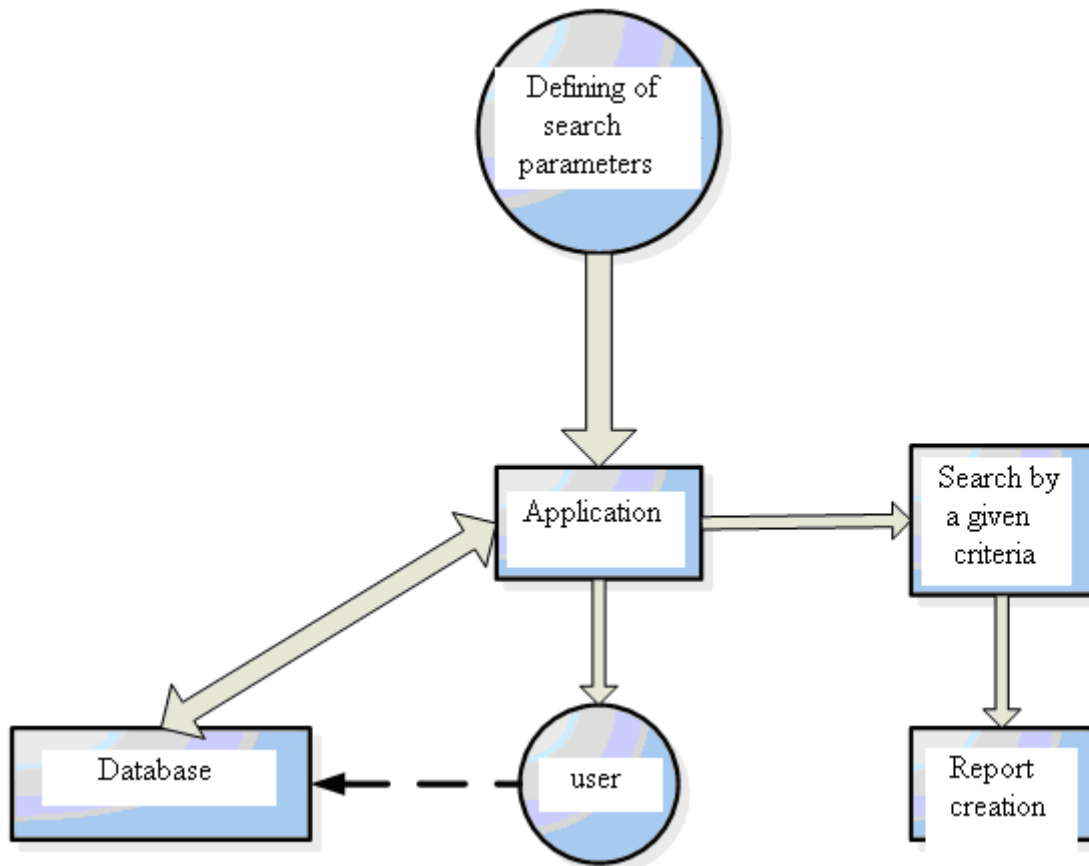 Defining of
search
parameters
Application
Search by
a given
criteria
Database
user
Report
creation